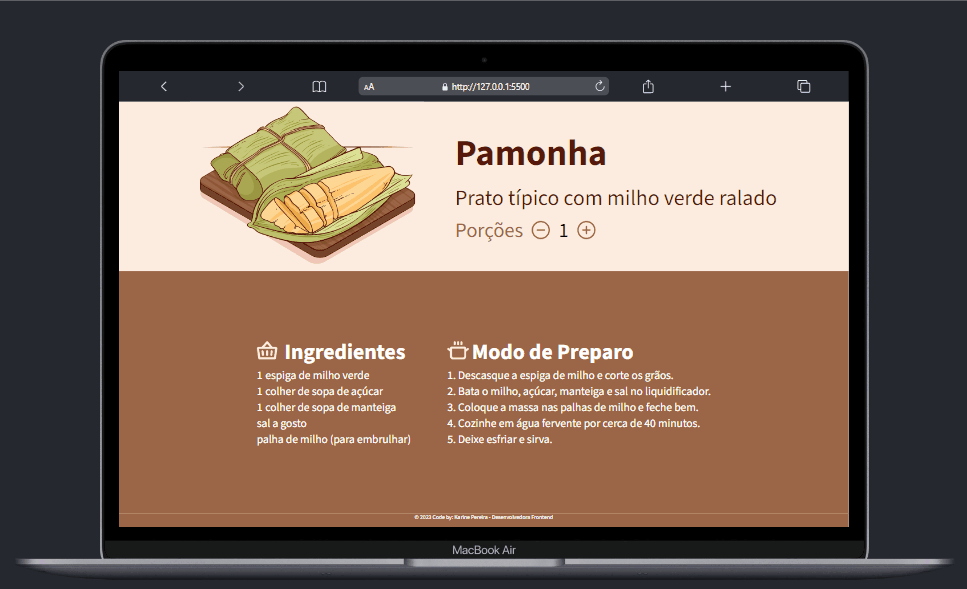 AA
http://127.0.0.1:5500
Pamonha
Prato típico com milho verde ralado
Porções 1
Ingredientes
1 espiga de milho verde
1 colher de sopa de açúcar
1 colher de sopa de manteiga
sal a gosto
palha de milho (para embrulhar)
Modo de Preparo
1. Descasque a espiga de milho e corte os grãos.
2. Bata o milho, açúcar, manteiga e sal no liquidificador.
3. Coloque a massa nas palhas de milho e feche bem.
4. Cozinhe em água fervente por cerca de 40 minutos.
5. Deixe esfriar e sirva.
© 2023 Code by: Karine Pereira - Desenvolvedora Frontend
MacBook Air